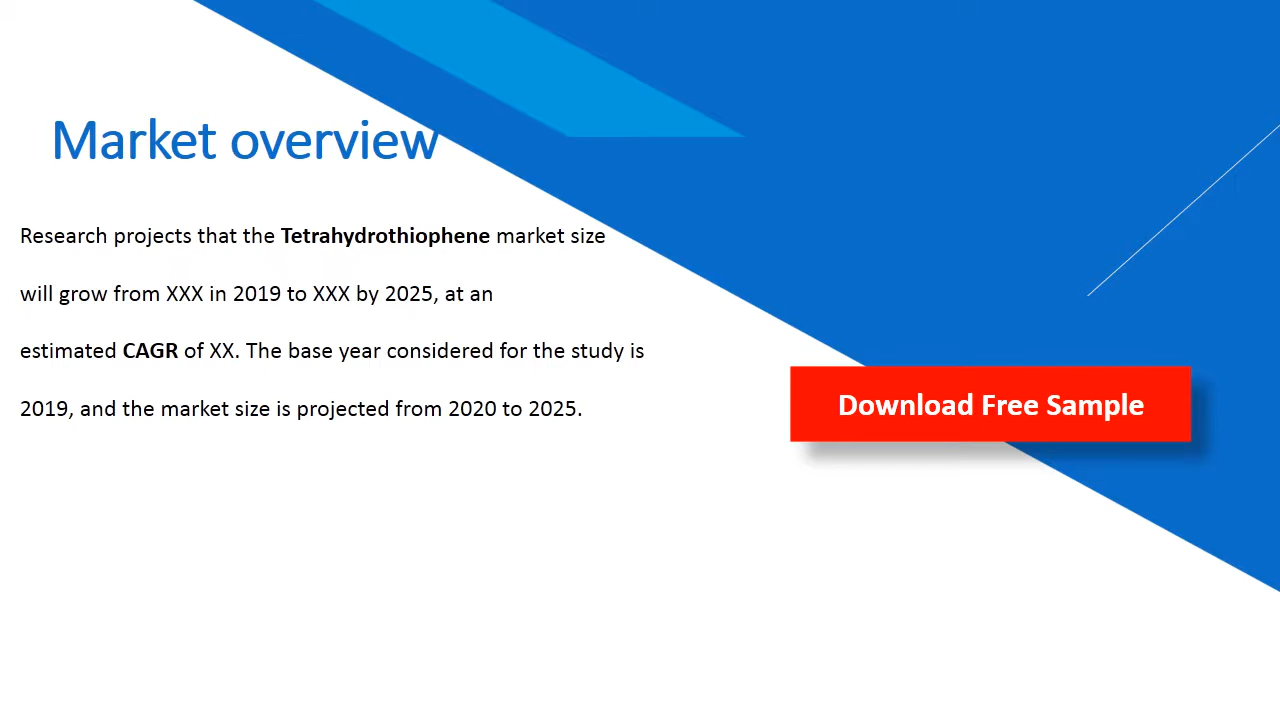 Market overview
Research projects that the Tetrahydrothiophene market size
will grow from XXX in 2019 to XXX by 2025, at an
estimated CAGR of XX. The base year considered for the study is
2019, and the market size is projected from 2020 to 2025.
Download Free Sample